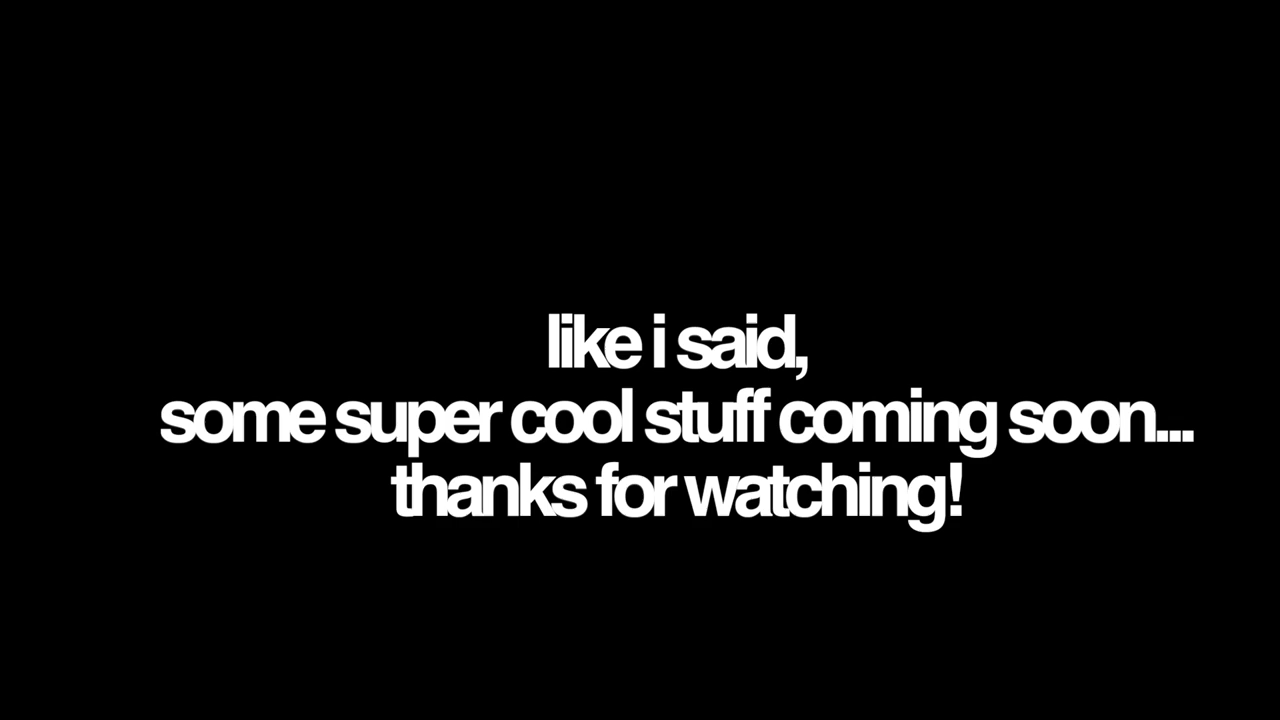 like i said,
some super cool stuff coming soon...
thanks for watching!